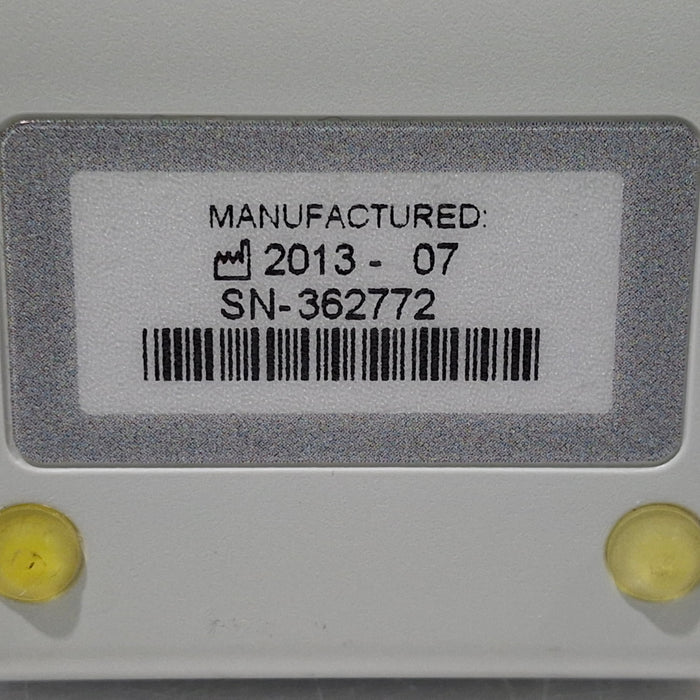 MANUFACTURED:
2013 - 07
SN-362772